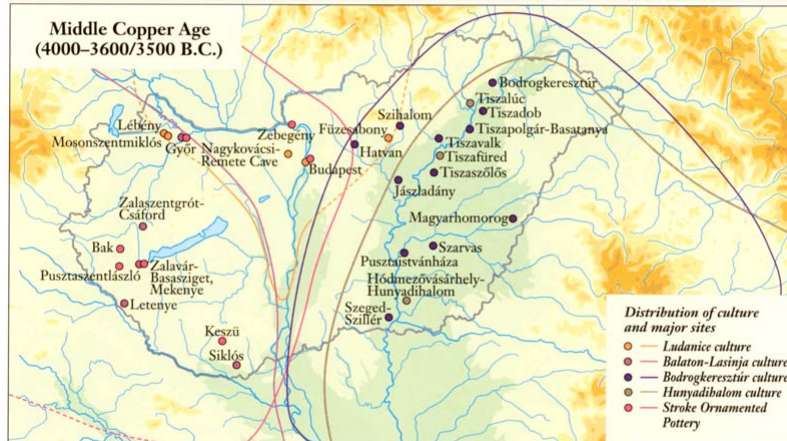 Middle Copper Age
(4000–3600/3500 B.C.)
Bodrogkeresztúr
Tiszalúc
Tiszadob
Lébény
Mosonszentmiklós
Győr
Zebegény
Nagykovácsi-
Remete Cave
Budapest
Füzesabony
Szihalom
Hatvan
Tiszapolgár-Basatanya
Tiszavalk
Tiszafüred
Tiszaszőlős
Jászladány
Zalaszentgrót-
Csáford
Magyarhomorog
Bak
Pusztaszentlászló
Zalavár-
Basasziget,
Mekenye
Letenye
Szarvas
Pusztaistvánháza
Hódmezővásárhely-
Hunyadihalom
Szeged-
Szillér
Keszü
Siklós
Distribution of culture
and major sites
Ludanice culture
Balaton-Lasinja culture
Bodrogkeresztúr culture
Hunyadihalom culture
Stroke Ornamented
Pottery